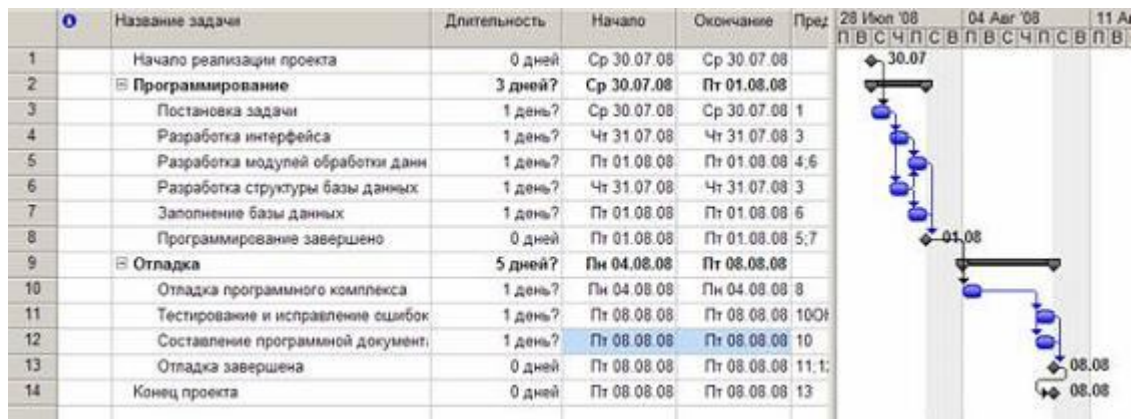 Название задачи Длительность Начало Окончание Пред 28 Июл '08 04 Авг '08 11 А
П В С Ч П С В П В С Ч П С В П В
1 Начало реализации проекта 0 дней Ср 30.07.08 Ср 30.07.08 30.07
2 Программирование 3 дней? Ср 30.07.08 Пт 01.08.08
3 Постановка задачи 1 день? Ср 30.07.08 Ср 30.07.08 1
4 Разработка интерфейса 1 день? Чт 31.07.08 Чт 31.07.08 3
5 Разработка модулей обработки данн 1 день? Пт 01.08.08 Пт 01.08.08 4;6
6 Разработка структуры базы данных 1 день? Чт 31.07.08 Чт 31.07.08 3
7 Заполнение базы данных 1 день? Пт 01.08.08 Пт 01.08.08 6
8 Программирование завершено 0 дней Пт 01.08.08 Пт 01.08.08 5;7 01.08
9 Отладка 5 дней? Пн 04.08.08 Пт 08.08.08
10 Отладка программного комплекса 1 день? Пн 04.08.08 Пн 04.08.08 8
11 Тестирование и исправление ошибок 1 день? Пт 08.08.08 Пт 08.08.08 10ОН
12 Составление программной документ 1 день? Пт 08.08.08 Пт 08.08.08 10
13 Отладка завершена 0 дней Пт 08.08.08 Пт 08.08.08 11;12 08.08
14 Конец проекта 0 дней Пт 08.08.08 Пт 08.08.08 13 08.08